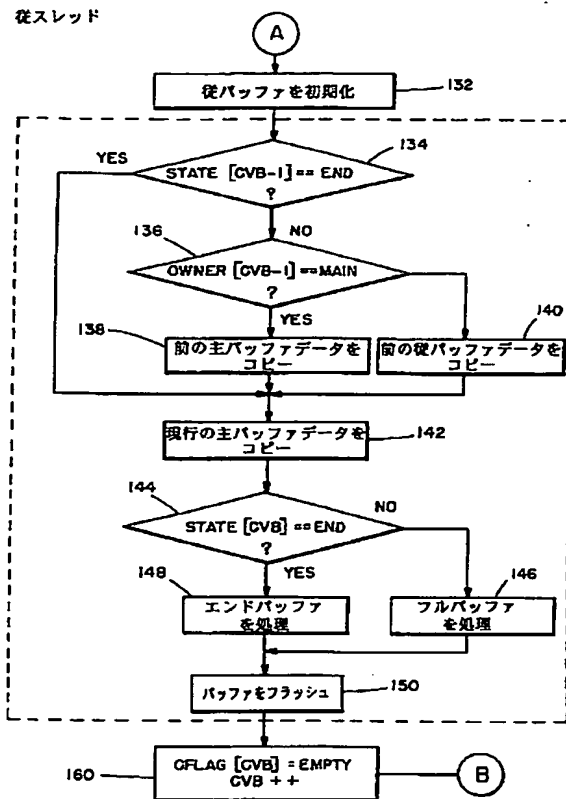 従スレッド
A
従バッファを初期化
132
134
YES
STATE [CVB-1] == END
?
NO
136
OWNER [CVB-1] ==MAIN
?
YES
138
140
前の主バッファデータを
コピー
前の従バッファデータを
コピー
現行の主バッファデータを
コピー
142
144
STATE [CVB] == END
?
NO
YES
148
146
エンドバッファ
を処理
フルバッファ
を処理
バッファをフラッシュ
150
160
CFLAG [CVB] = EMPTY
CVB ++
B